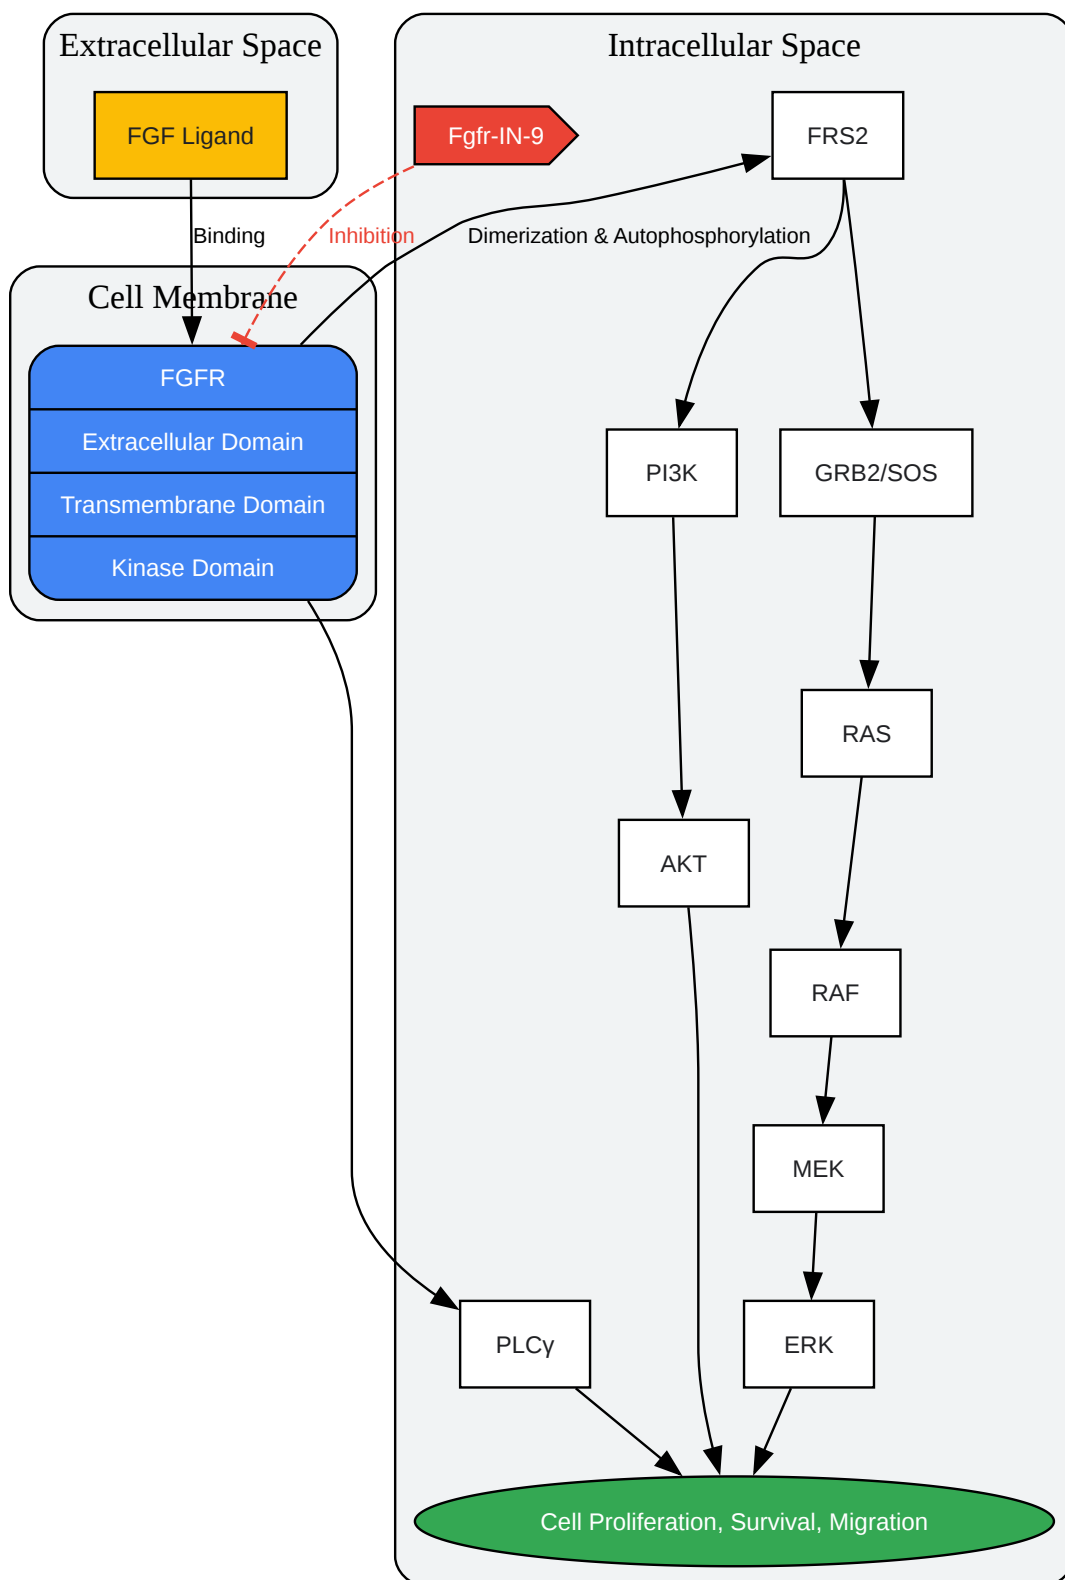 Extracellular Space
Intracellular Space
FGF Ligand
Fgfr-IN-9
FRS2
Binding
Inhibition
Dimerization & Autophosphorylation
Cell Membrane
FGFR
Extracellular Domain
Transmembrane Domain
Kinase Domain
PI3K
GRB2/SOS
RAS
AKT
RAF
MEK
PLCγ
ERK
Cell Proliferation, Survival, Migration